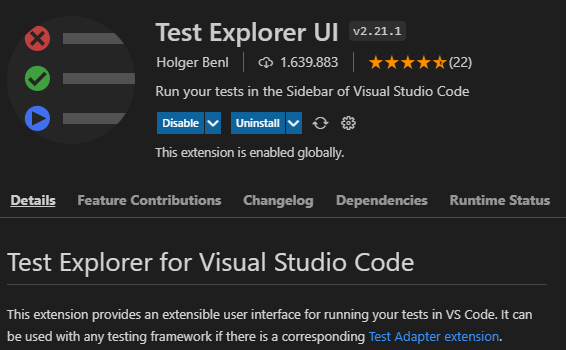 Test Explorer UI v2.21.1
Holger Benl 1.639.883 (22)
Run your tests in the Sidebar of Visual Studio Code
Disable Uninstall
This extension is enabled globally.
Details Feature Contributions Changelog Dependencies Runtime Status
Test Explorer for Visual Studio Code
This extension provides an extensible user interface for running your tests in VS Code. It can
be used with any testing framework if there is a corresponding Test Adapter extension.